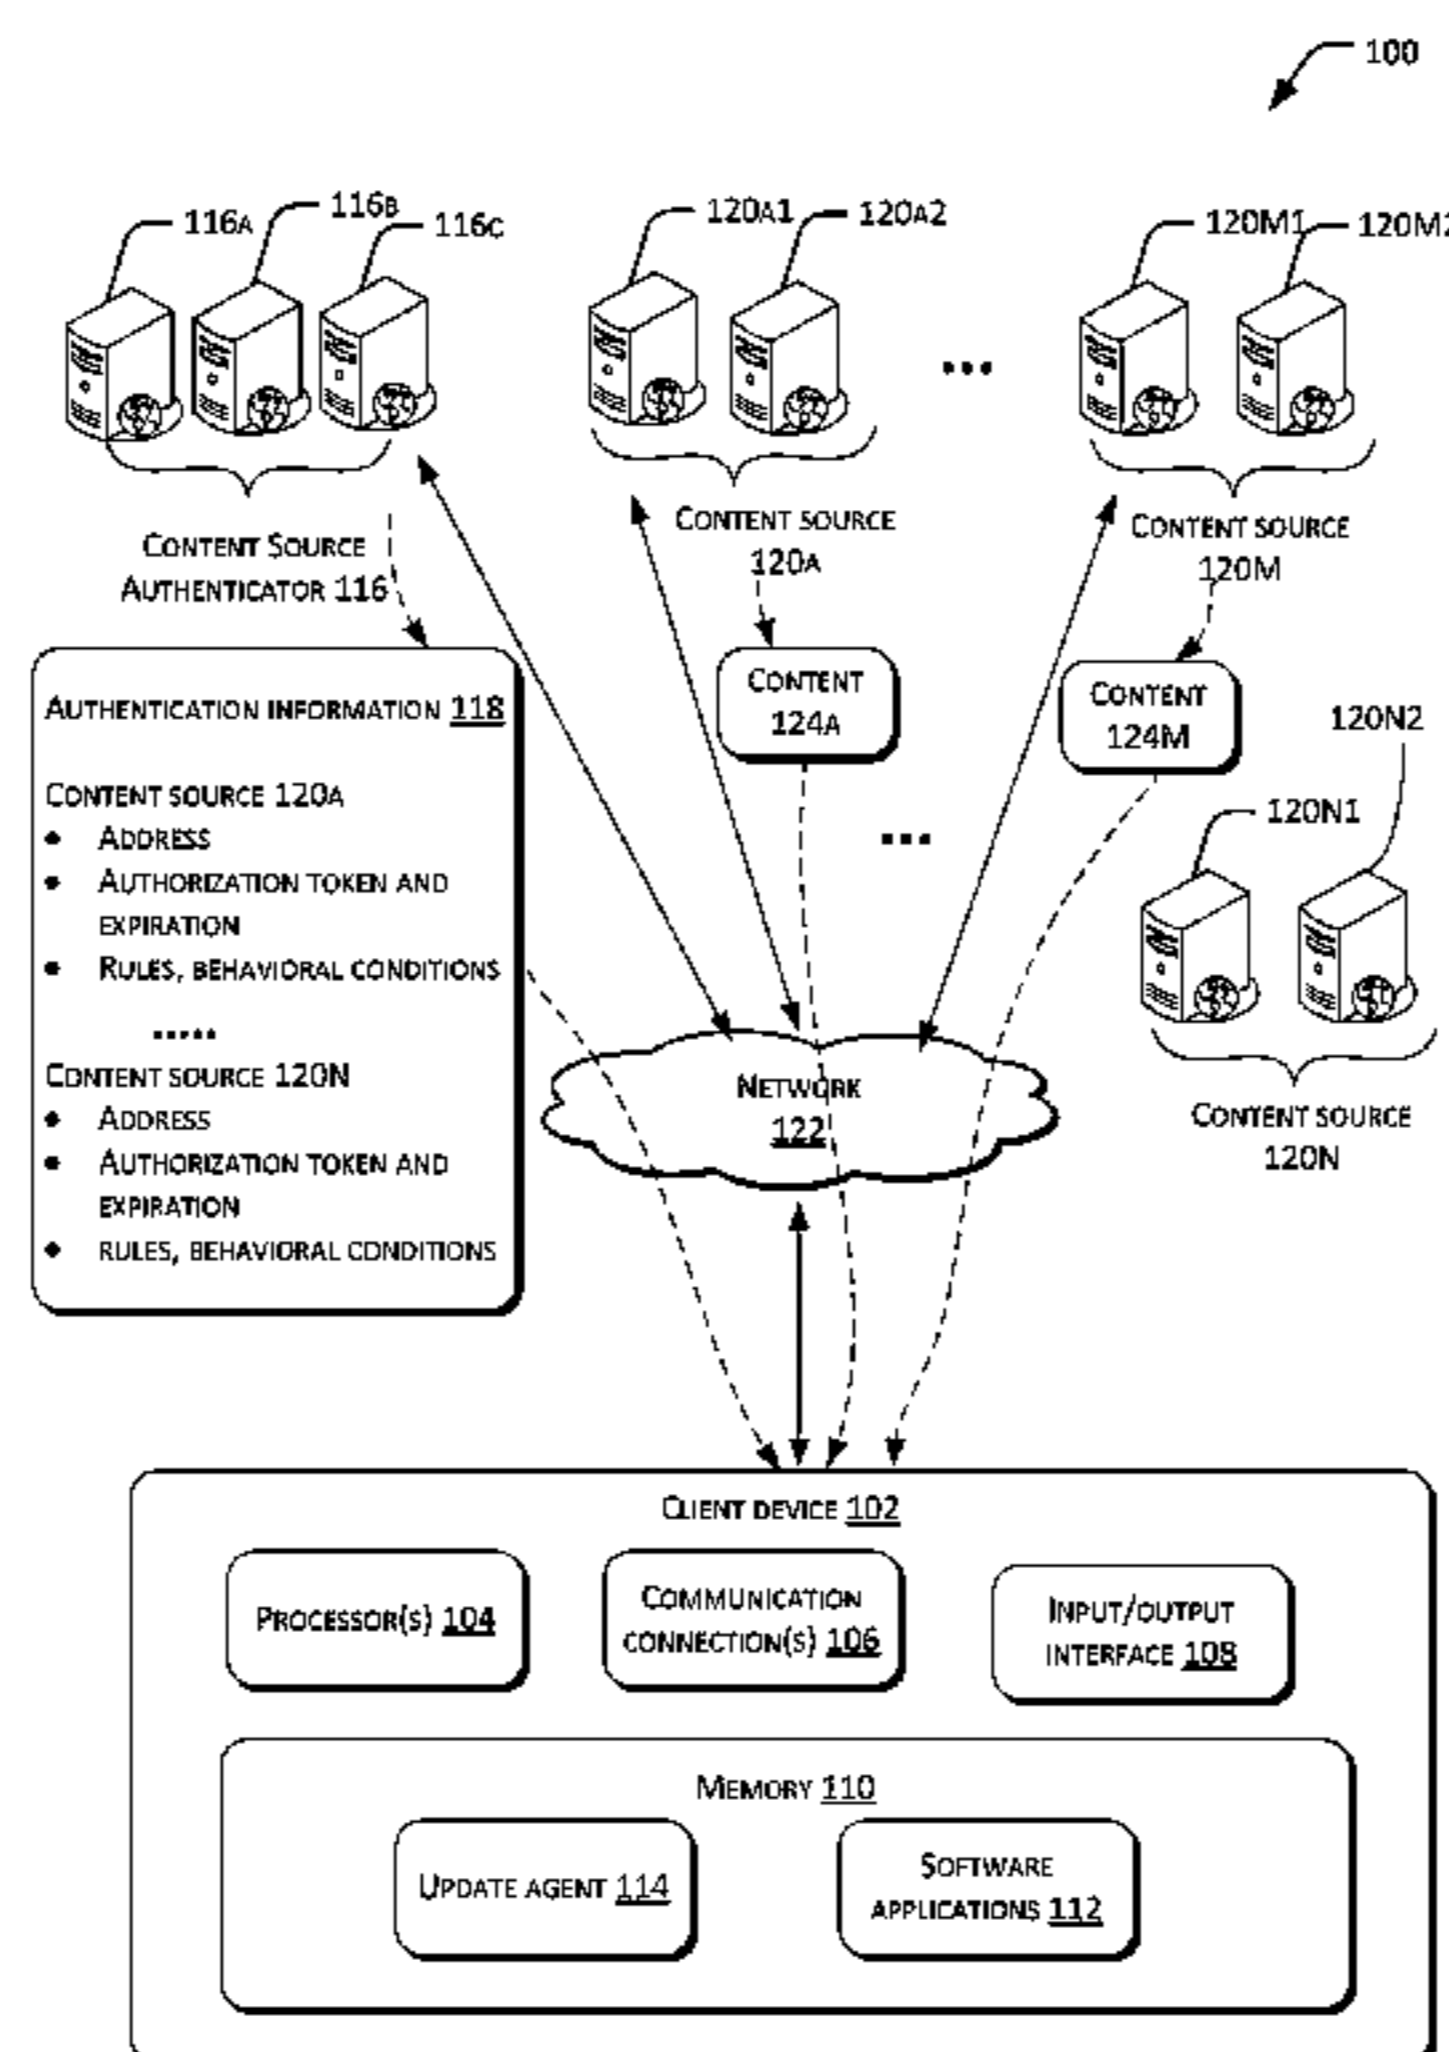 100
116A
116B
116C
120A1
120A2
120M1
120M2
Content Source
Authenticator 116
Content source
120A
Content source
120M
Authentication information 118
Content source 120A
• Address
• Authorization token and
expiration
• Rules, behavioral conditions
.....
Content source 120N
• Address
• Authorization token and
expiration
• rules, behavioral conditions
Content
124A
Content
124M
...
...
120N1
120N2
Content source
120N
Network
122
Client device 102
Processor(s) 104
Communication
connection(s) 106
Input/output
interface 108
Memory 110
Update agent 114
Software
applications 112